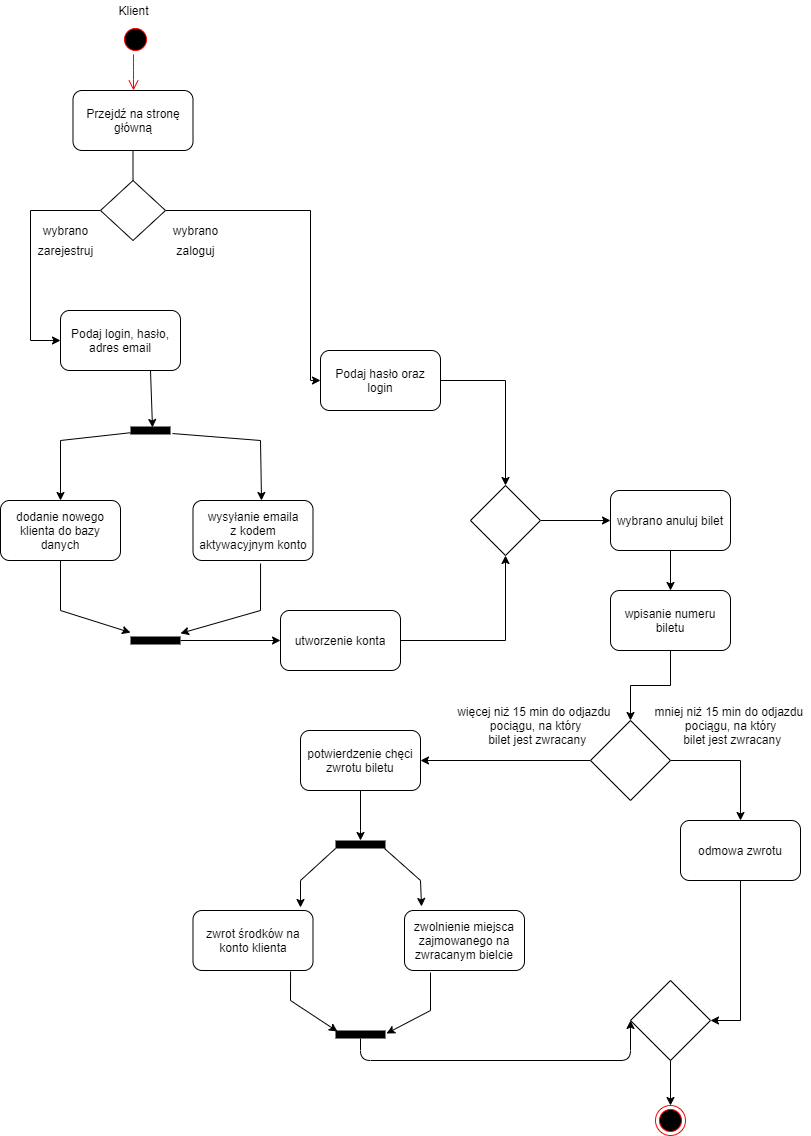 Klient
Przejdź na stronę
główną
wybrano
zarejestruj
wybrano
zaloguj
Podaj login, hasło,
adres email
Podaj hasło oraz
login
dodanie nowego
klienta do bazy
danych
wysyłanie emaila
z kodem
aktywacyjnym konto
wybrano anuluj bilet
wpisanie numeru
biletu
utworzenie konta
więcej niż 15 min do odjazdu
pociągu, na który
bilet jest zwracany
mniej niż 15 min do odjazdu
pociągu, na który
bilet jest zwracany
potwierdzenie chęci
zwrotu biletu
odmowa zwrotu
zwrot środków na
konto klienta
zwolnienie miejsca
zajmowanego na
zwracanym bielcie